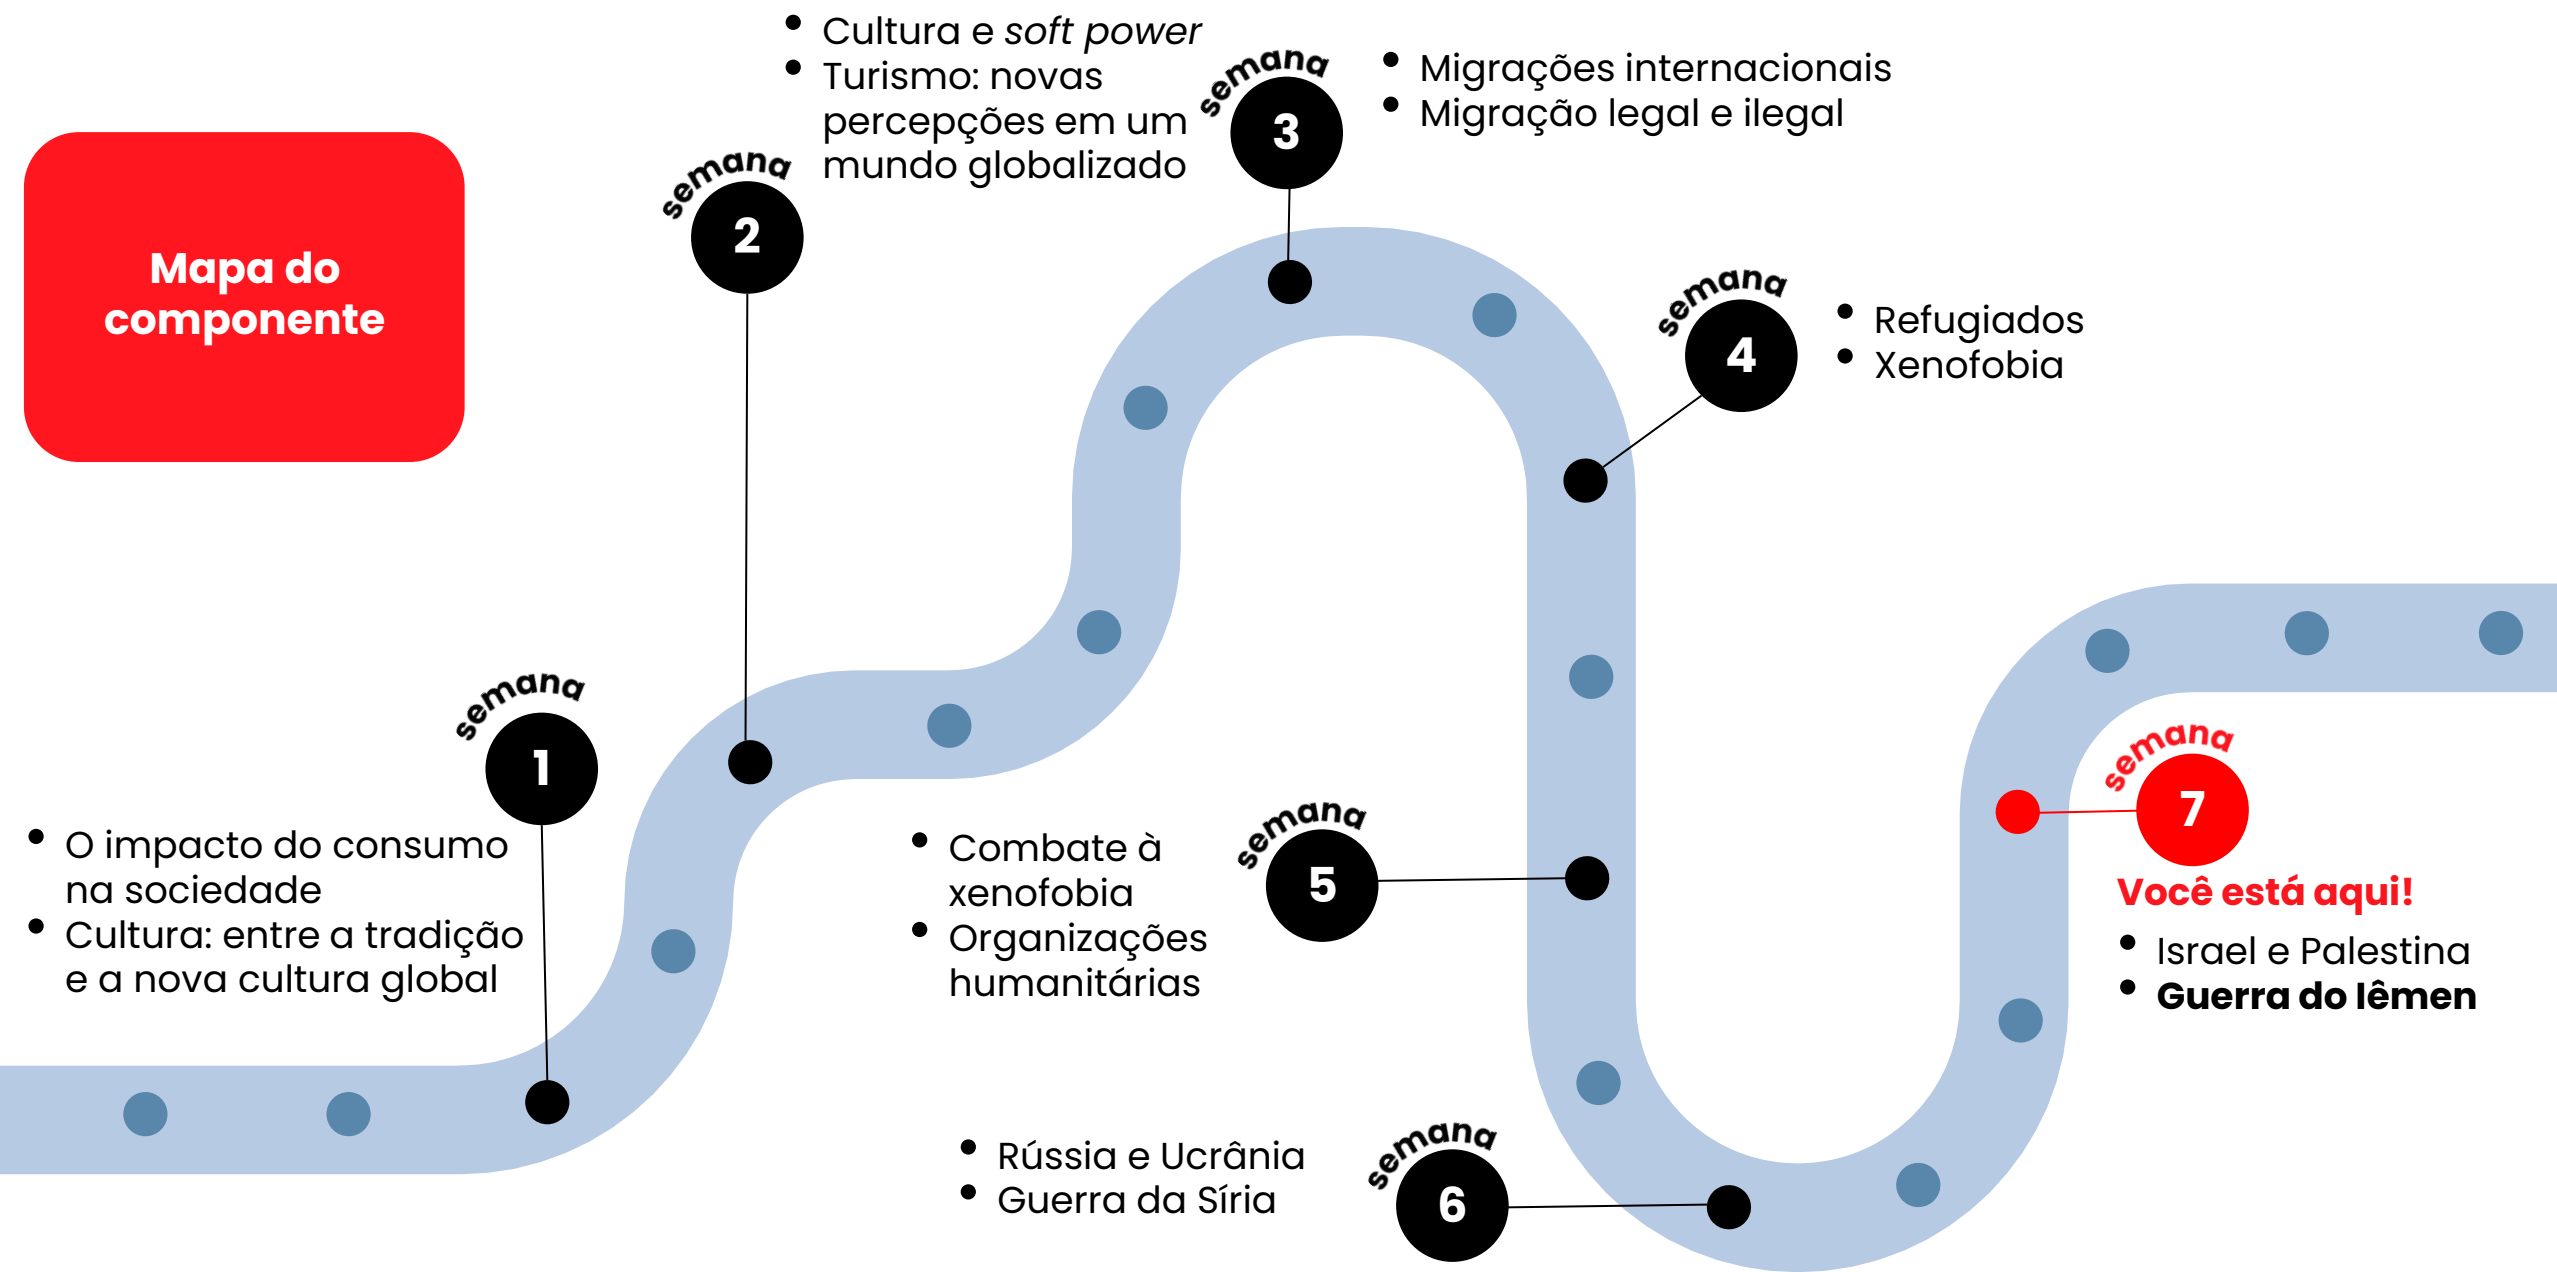 Mapa do
componente
semana
1
• O impacto do consumo
na sociedade
• Cultura: entre a tradição
e a nova cultura global
semana
2
• Cultura e soft power
• Turismo: novas
percepções em um
mundo globalizado
semana
3
• Migrações internacionais
• Migração legal e ilegal
semana
4
• Refugiados
• Xenofobia
semana
5
• Combate à
xenofobia
• Organizações
humanitárias
semana
6
• Rússia e Ucrânia
• Guerra da Síria
semana
7
Você está aqui!
• Israel e Palestina
• Guerra do Iêmen